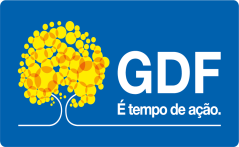 GDF
É tempo de ação.